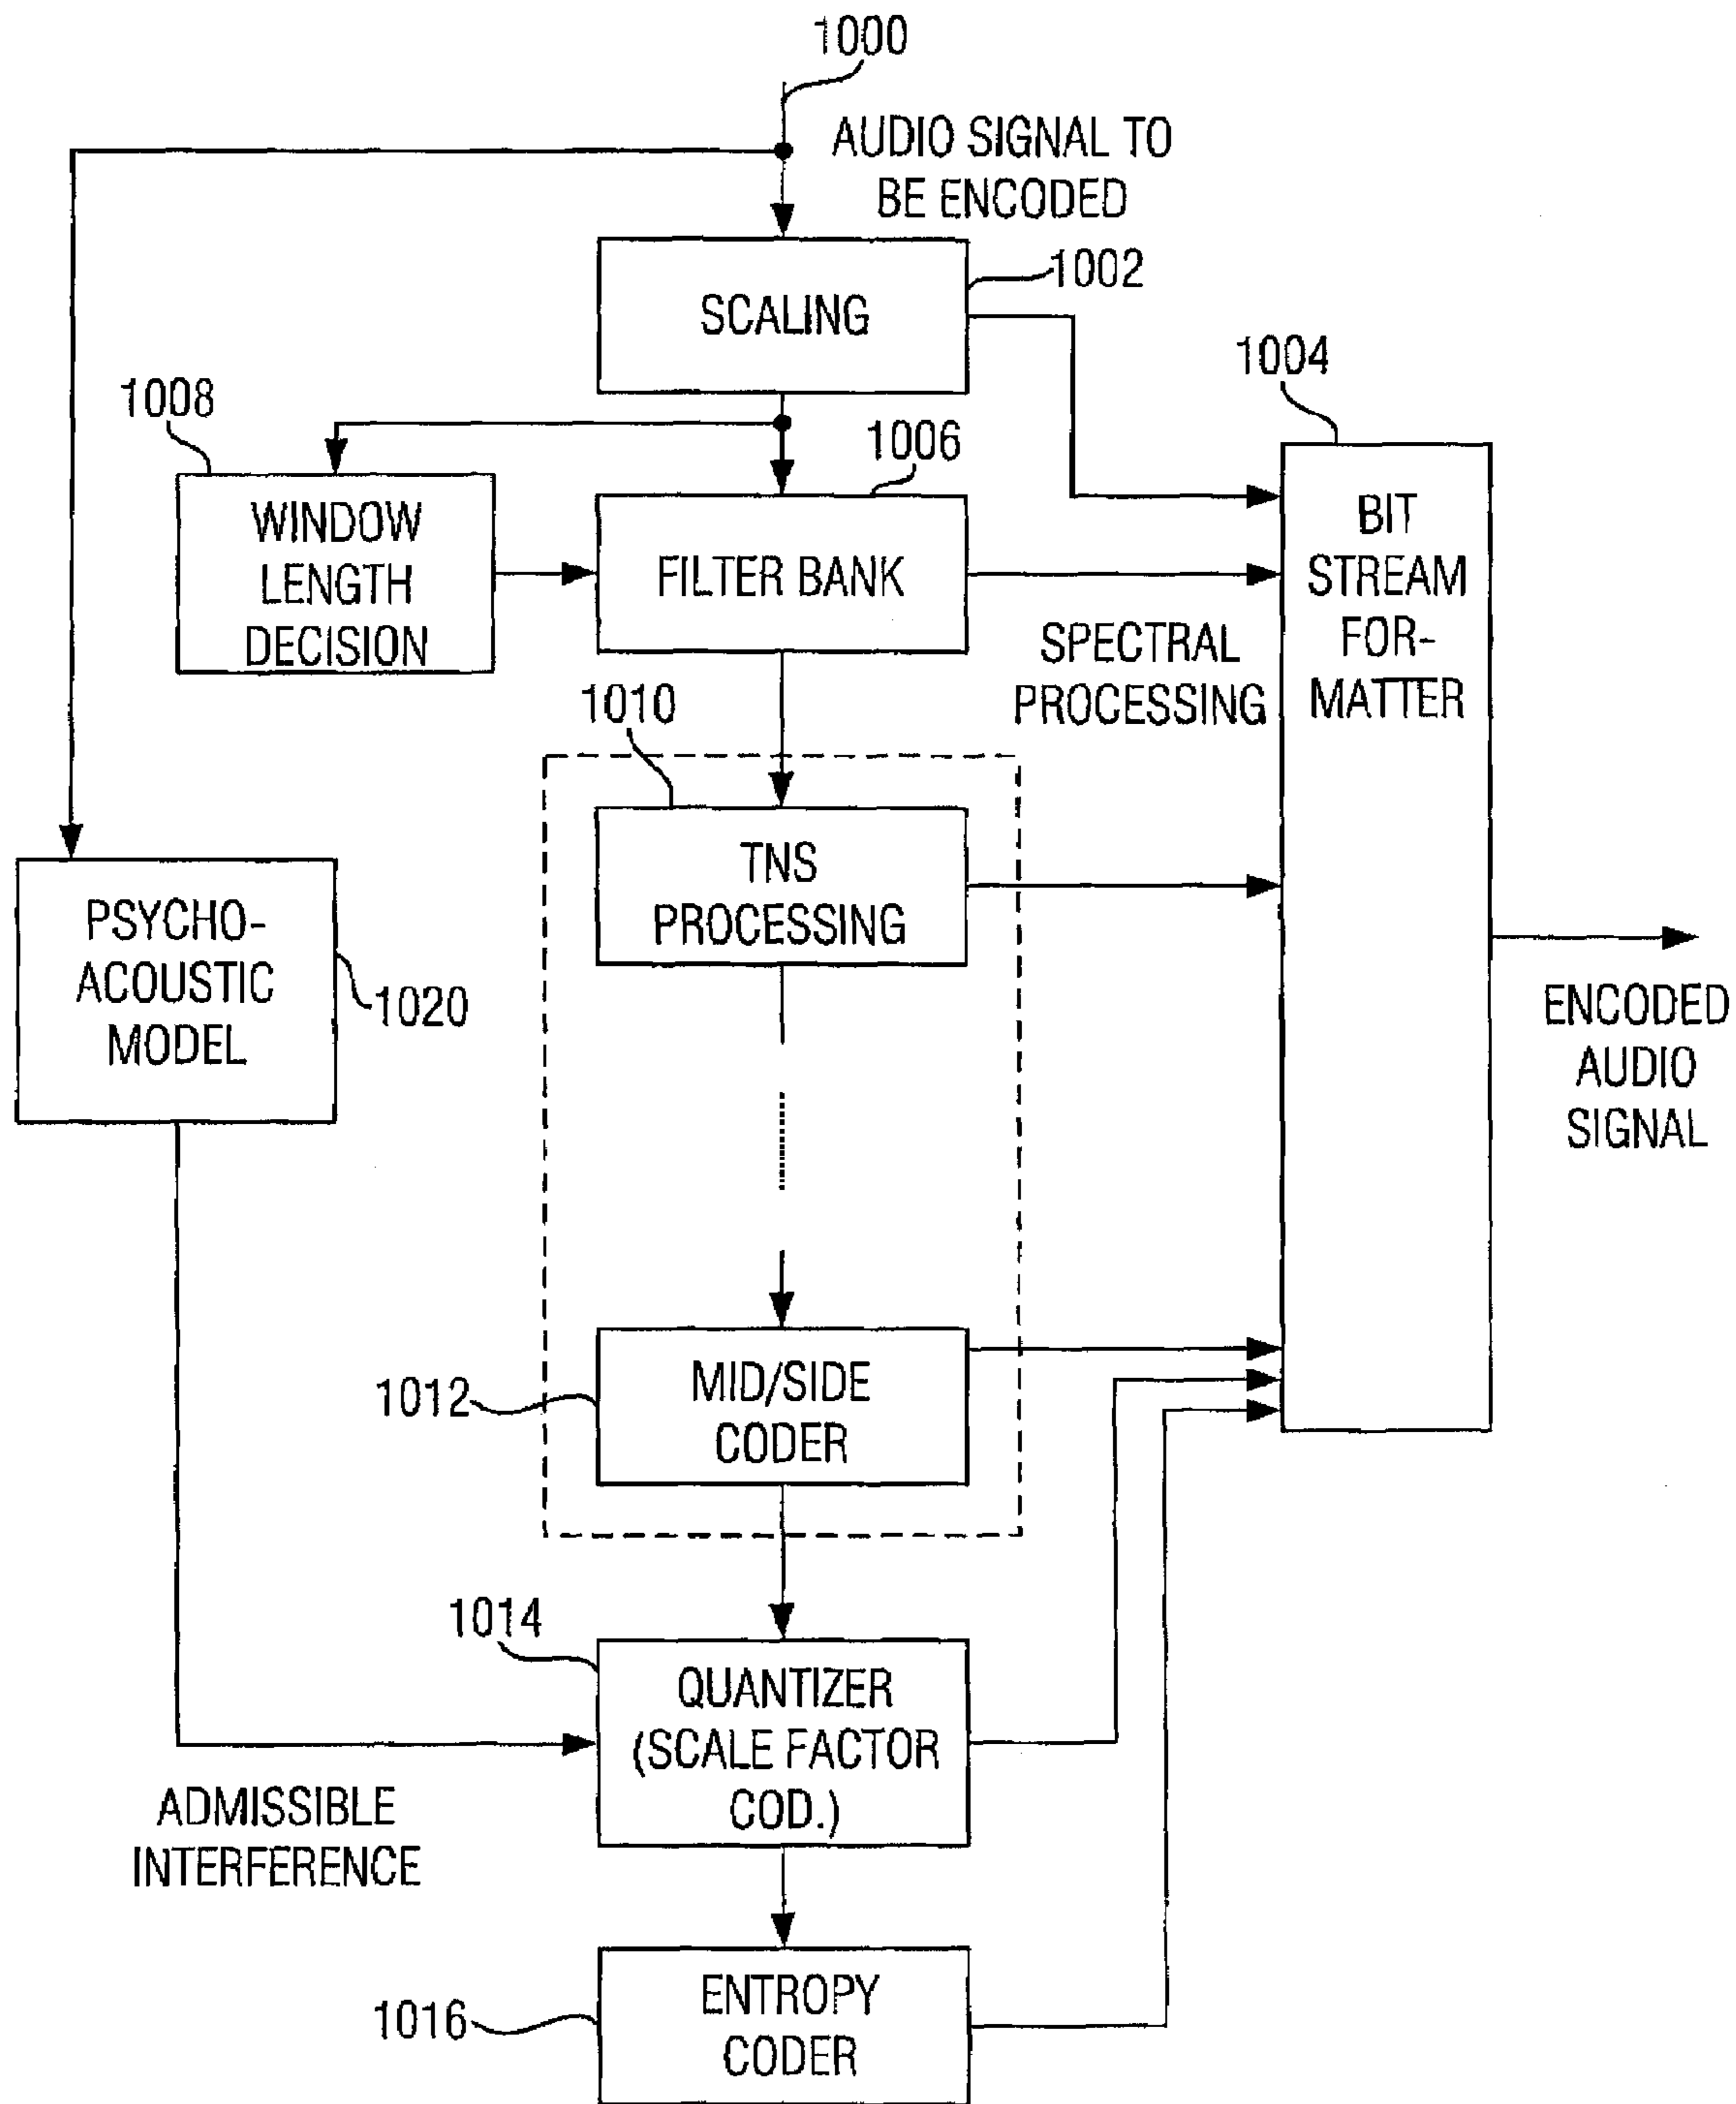 1000
AUDIO SIGNAL TO
BE ENCODED
1002
SCALING
1004
1008
1006
WINDOW
LENGTH
DECISION
FILTER BANK
BIT
STREAM
FOR-
MATTER
SPECTRAL
PROCESSING
1010
TNS
PROCESSING
PSYCHO-
ACOUSTIC
MODEL
1020
ENCODED
AUDIO
SIGNAL
MID/SIDE
CODER
1012
1014
QUANTIZER
(SCALE FACTOR
COD.)
ADMISSIBLE
INTERFERENCE
ENTROPY
CODER
1016